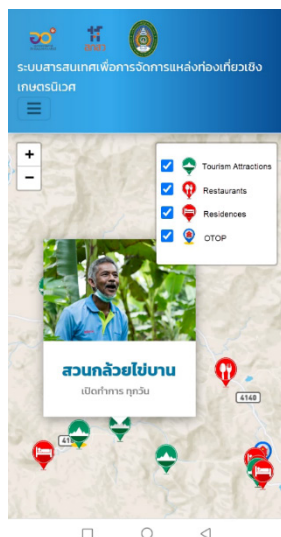 ระบบสารสนเทศเพื่อการจัดการแหล่งท่องเที่ยวเชิง
เกษตรนิเวศ
+
−
Tourism Attractions
Restaurants
Residences
OTOP
สวนกล้วยไข่บาน
เปิดทำการ ทุกวัน
4140